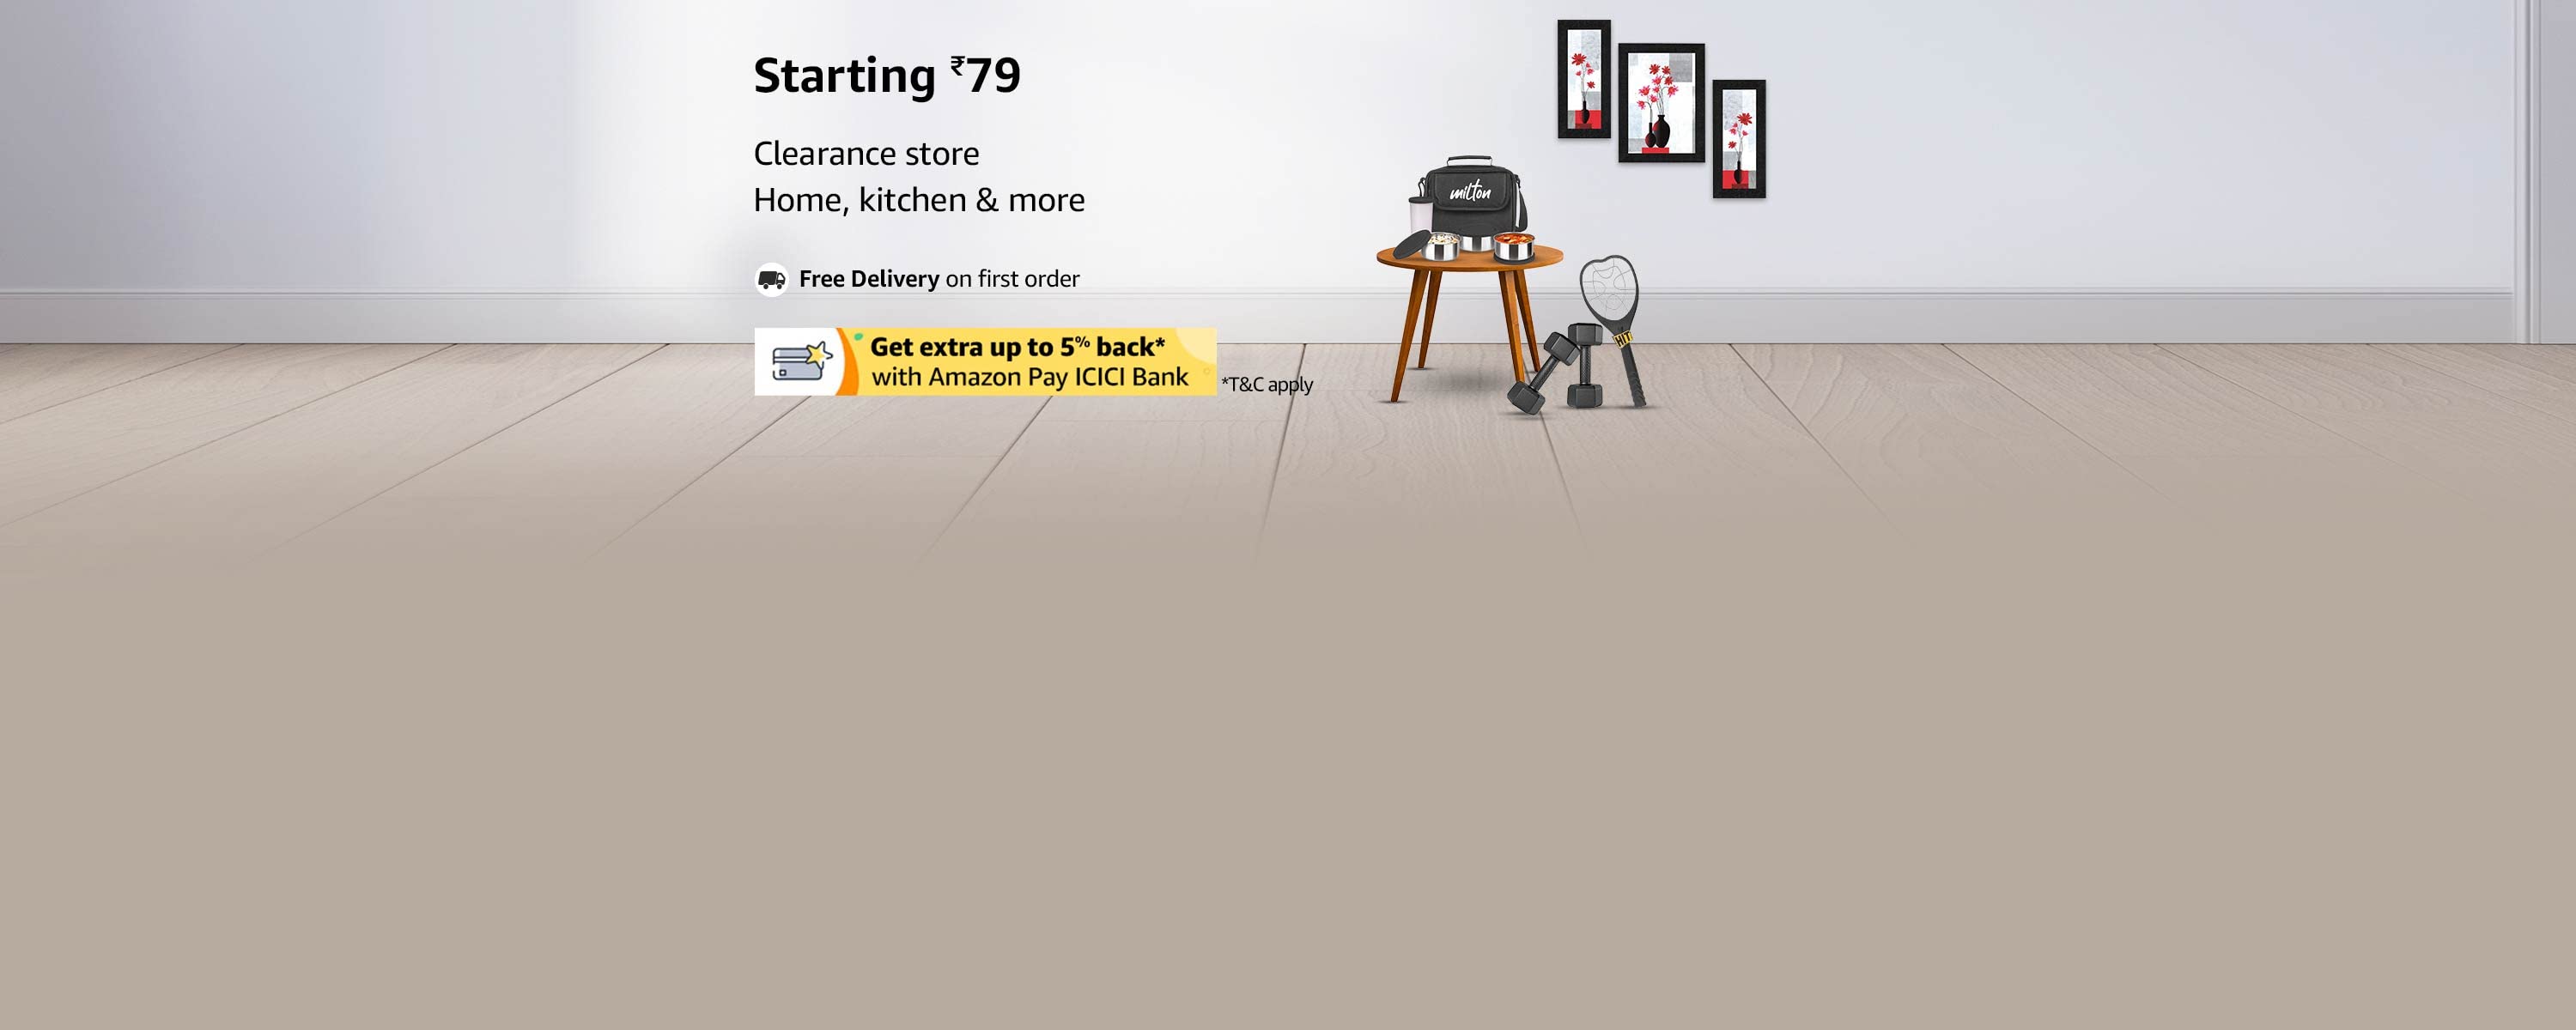 Starting ₹79
Clearance store
Home, kitchen & more
Free Delivery on first order
Get extra up to 5% back*
with Amazon Pay ICICI Bank
*T&C apply
milton
HIT